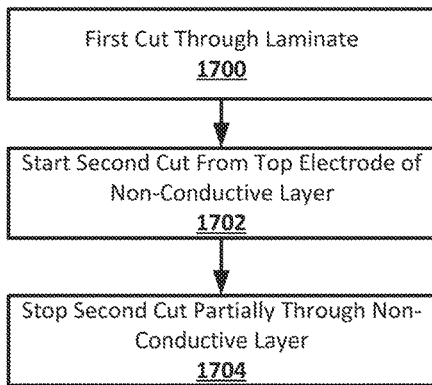 First Cut Through Laminate
1700
Start Second Cut From Top Electrode of
Non-Conductive Layer
1702
Stop Second Cut Partially Through Non-
Conductive Layer
1704